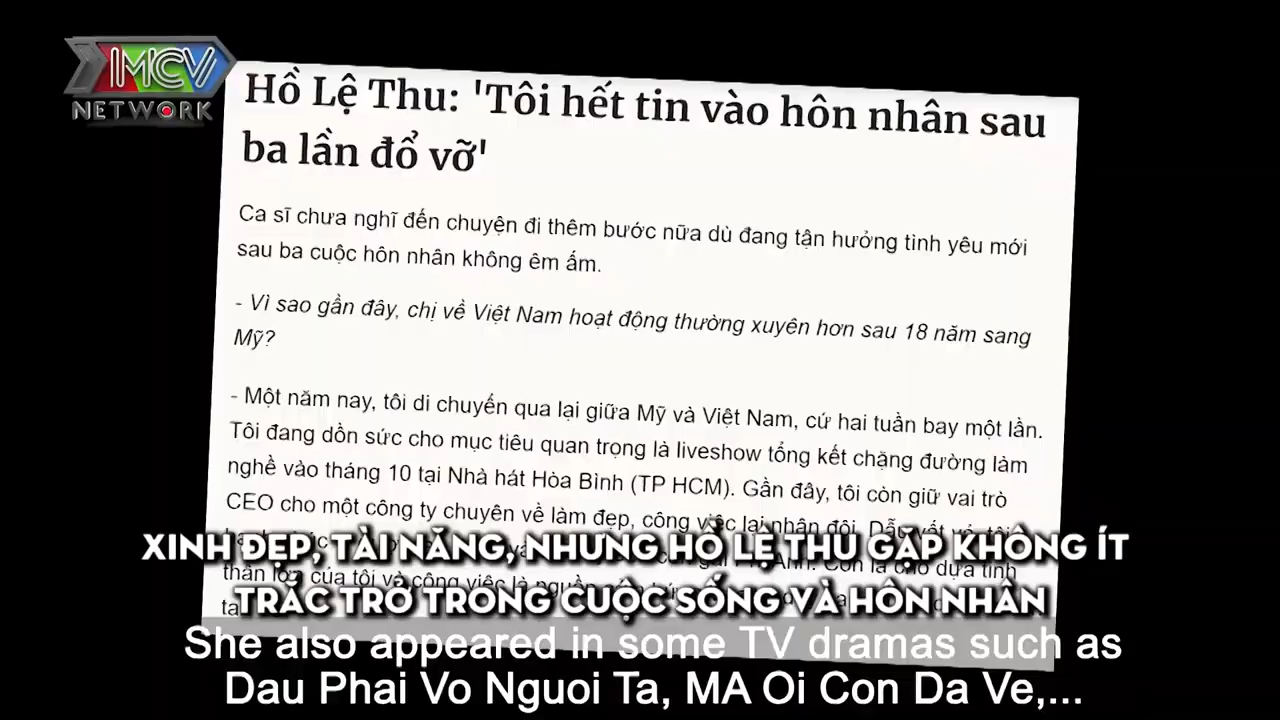 MCV
NETWORK
Hồ Lệ Thu: 'Tôi hết tin vào hôn nhân sau
ba lần đổ vỡ'
Ca sĩ chưa nghĩ đến chuyện đi thêm bước nữa dù đang tận hưởng tình yêu mới
sau ba cuộc hôn nhân không êm ấm.
- Vì sao gần đây, chị về Việt Nam hoạt động thường xuyên hơn sau 18 năm sang
Mỹ?
- Một năm nay, tôi di chuyển qua lại giữa Mỹ và Việt Nam, cứ hai tuần bay một lần.
Tôi đang dồn sức cho mục tiêu quan trọng là liveshow tổng kết chặng đường làm
nghề vào tháng 10 tại Nhà hát Hòa Bình (TP HCM). Gần đây, tôi còn giữ vai trò
CEO cho một công ty chuyên về làm đẹp, công việc lại nhân đôi.
XINH ĐẸP, TÀI NĂNG, NHƯNG HỒ LỆ THU GẶP KHÔNG ÍT
TRẮC TRỞ TRONG CUỘC SỐNG VÀ HÔN NHÂN
She also appeared in some TV dramas such as
Dau Phai Vo Nguoi Ta, MA Oi Con Da Ve,...